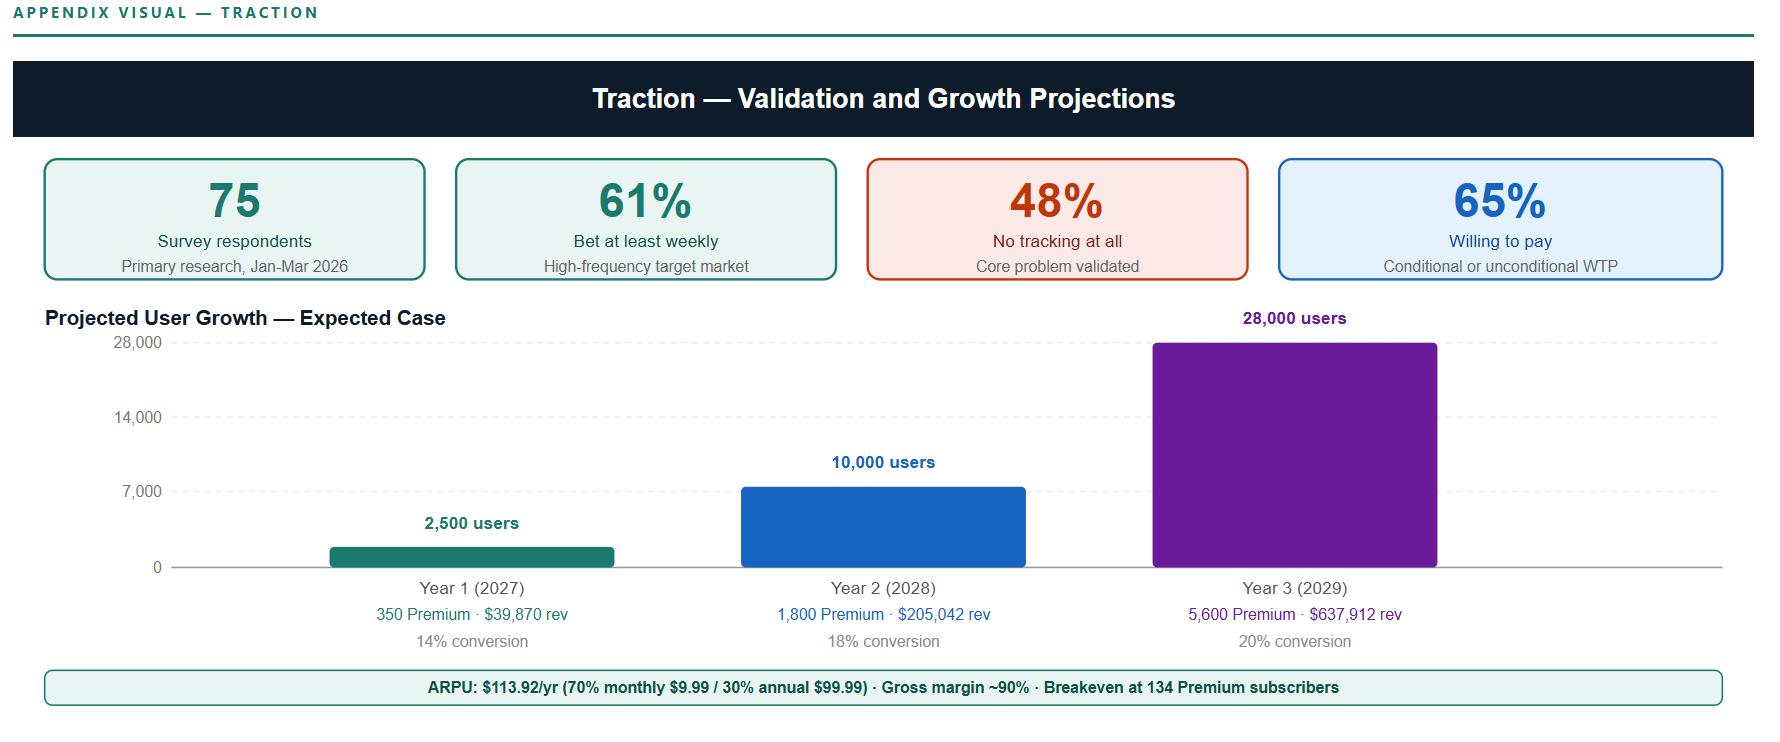 APPENDIX VISUAL — TRACTION
Traction — Validation and Growth Projections
75
Survey respondents
Primary research, Jan-Mar 2026
61%
Bet at least weekly
High-frequency target market
48%
No tracking at all
Core problem validated
65%
Willing to pay
Conditional or unconditional WTP
Projected User Growth — Expected Case
28,000
14,000
7,000
0
2,500 users
10,000 users
28,000 users
Year 1 (2027)
350 Premium · $39,870 rev
14% conversion
Year 2 (2028)
1,800 Premium · $205,042 rev
18% conversion
Year 3 (2029)
5,600 Premium · $637,912 rev
20% conversion
ARPU: $113.92/yr (70% monthly $9.99 / 30% annual $99.99) · Gross margin ~90% · Breakeven at 134 Premium subscribers